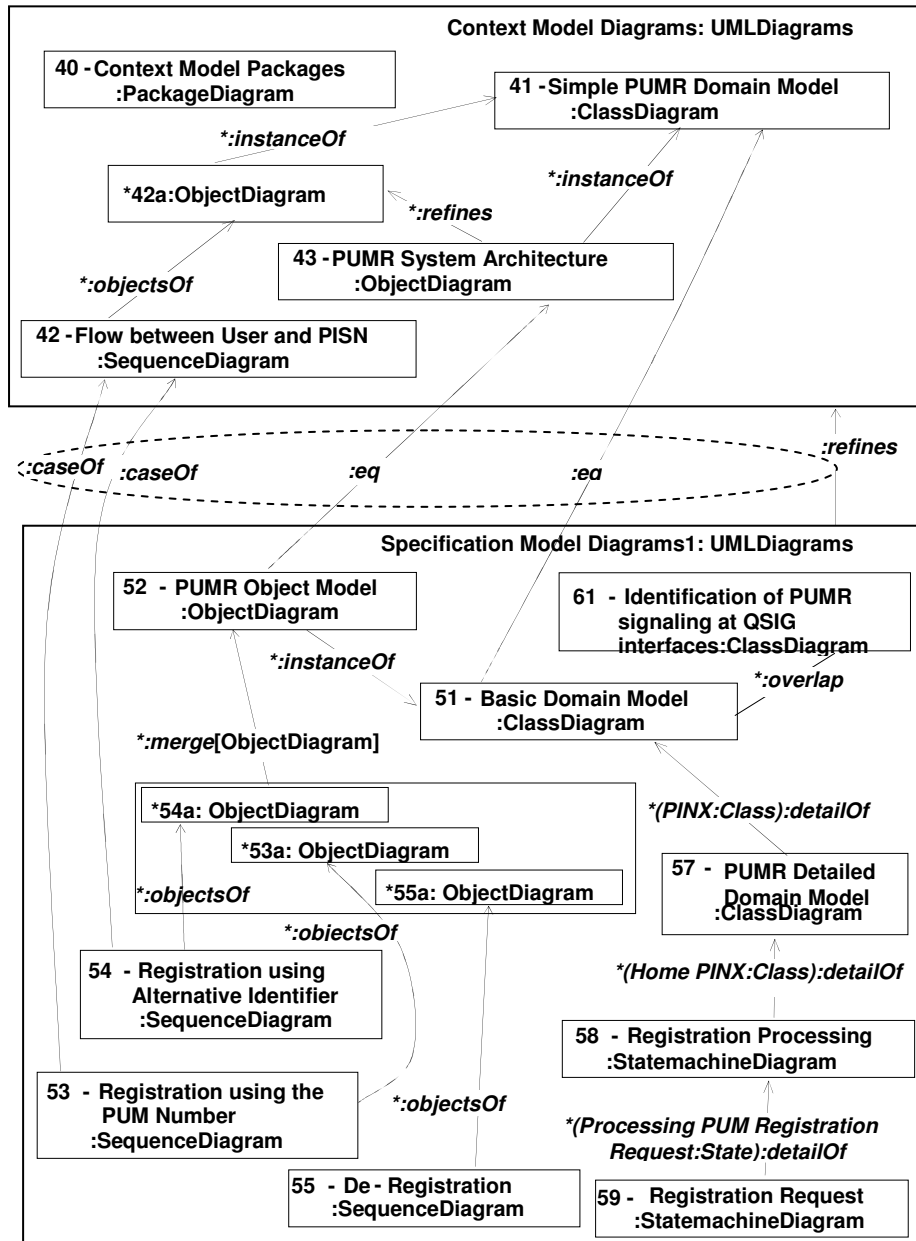 Context Model Diagrams: UMLDiagrams
40 - Context Model Packages
:PackageDiagram
41 - Simple PUMR Domain Model
:ClassDiagram
*:instanceOf
*:instanceOf
*42a:ObjectDiagram
*:refines
43 - PUMR System Architecture
:ObjectDiagram
*:objectsOf
42 - Flow between User and PISN
:SequenceDiagram
:caseOf
:caseOf
:eq
:eq
:refines
Specification Model Diagrams1: UMLDiagrams
52 - PUMR Object Model
:ObjectDiagram
61 - Identification of PUMR
signaling at QSIG
interfaces:ClassDiagram
*:instanceOf
*:overlap
51 - Basic Domain Model
:ClassDiagram
*:merge[ObjectDiagram]
*54a: ObjectDiagram
*53a: ObjectDiagram
*55a: ObjectDiagram
*(PINX:Class):detailOf
57 - PUMR Detailed
Domain Model
:ClassDiagram
*:objectsOf
*:objectsOf
*(Home PINX:Class):detailOf
54 - Registration using
Alternative Identifier
:SequenceDiagram
58 - Registration Processing
:StatemachineDiagram
53 - Registration using the
PUM Number
:SequenceDiagram
*:objectsOf
*(Processing PUM Registration
Request:State):detailOf
55 - De - Registration
:SequenceDiagram
59 - Registration Request
:StatemachineDiagram